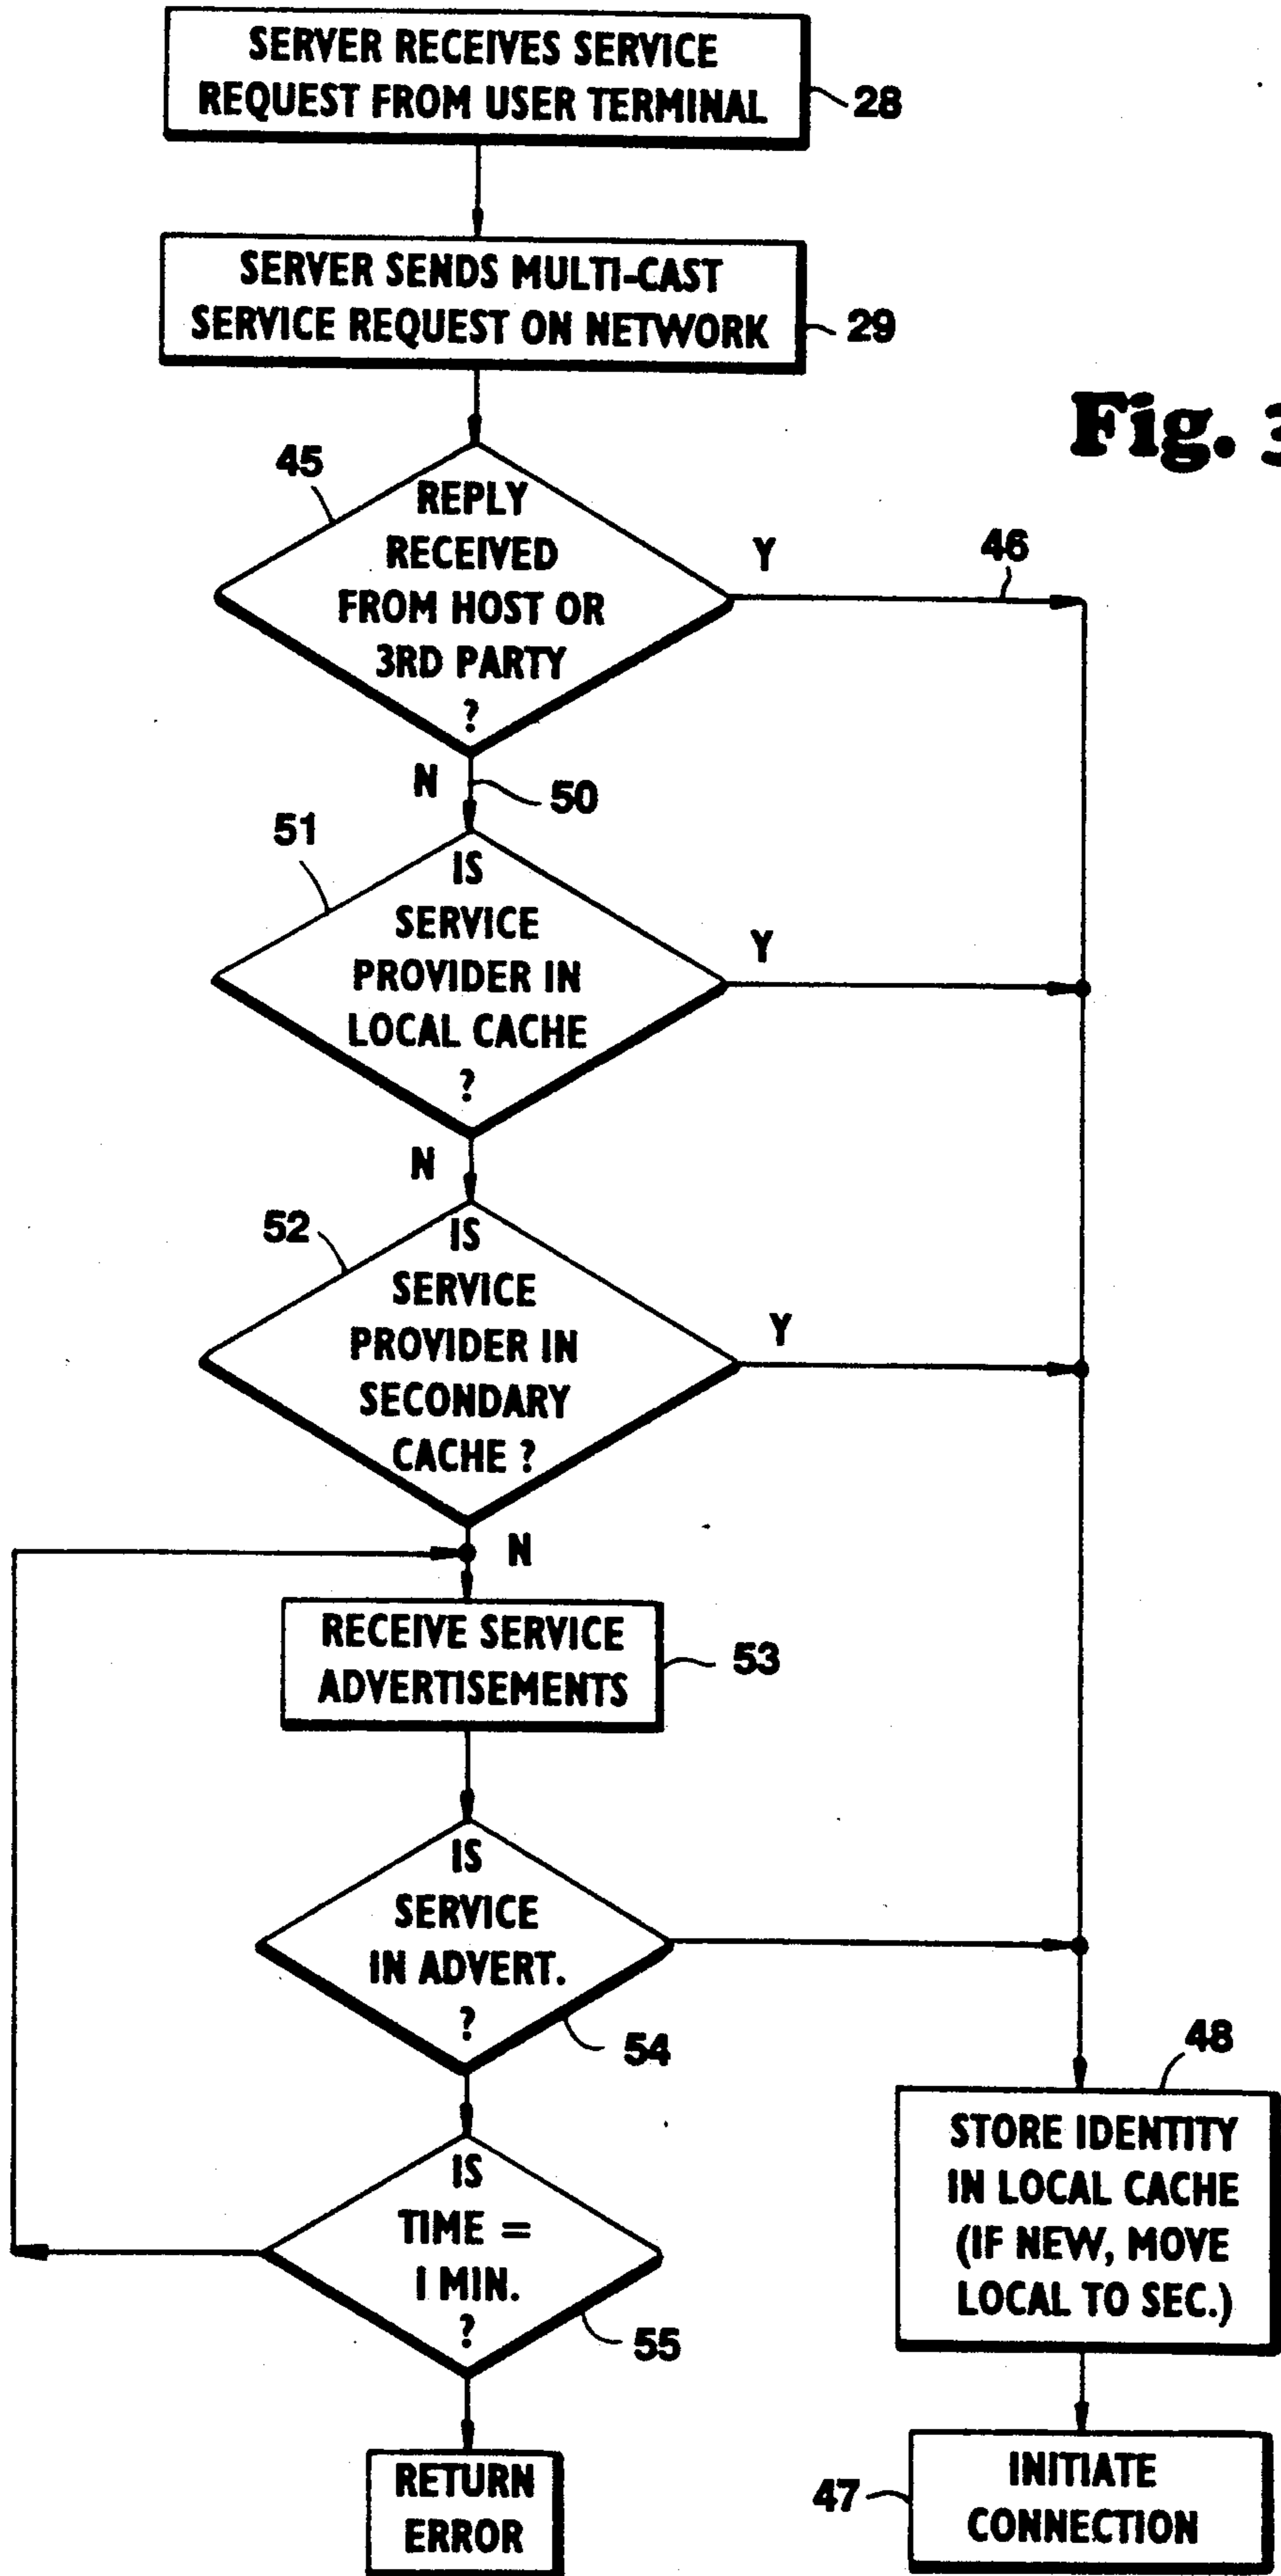 SERVER RECEIVES SERVICE
REQUEST FROM USER TERMINAL
28
SERVER SENDS MULTI-CAST
SERVICE REQUEST ON NETWORK
29
Fig. 3
45
REPLY
RECEIVED
FROM HOST OR
3RD PARTY
?
Y
46
N
50
51
IS
SERVICE
PROVIDER IN
LOCAL CACHE
?
Y
N
52
IS
SERVICE
PROVIDER IN
SECONDARY
CACHE ?
Y
N
RECEIVE SERVICE
ADVERTISEMENTS
53
IS
SERVICE
IN ADVERT.
?
54
48
STORE IDENTITY
IN LOCAL CACHE
(IF NEW, MOVE
LOCAL TO SEC.)
IS
TIME =
1 MIN.
?
55
RETURN
ERROR
47
INITIATE
CONNECTION